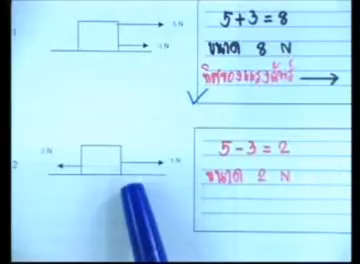 1
5 N
3 N
5 + 3 = 8
ขนาด 8 N
ทิศของแรงลัพธ์
2
3 N
5 N
5 - 3 = 2
ขนาด 2 N